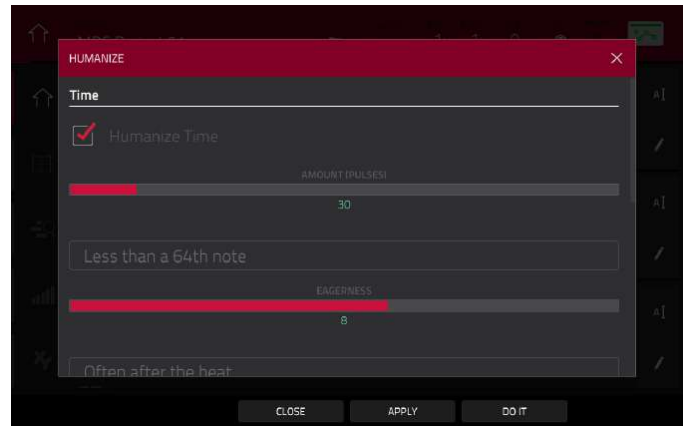 HUMANIZE
Time
Humanize Time
AMOUNT (PULSES)
30
Less than a 64th note
EAGERNESS
8
Often after the beat
CLOSE APPLY DO IT